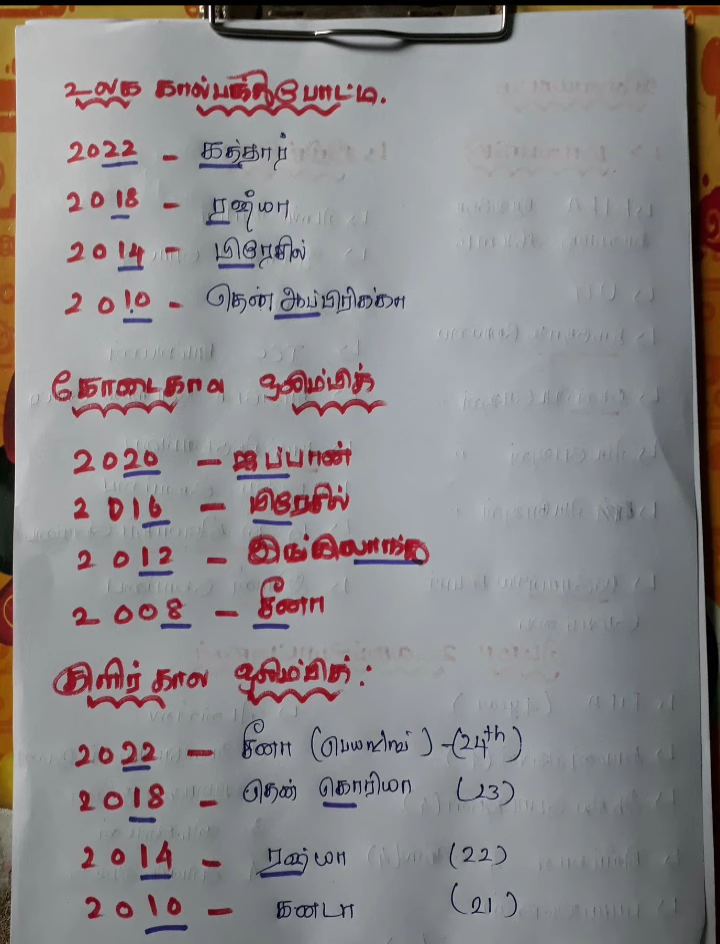 உலக கால்பந்துபோட்டி.
2022 - கத்தார்
2018 - ரஷ்யா
2014 - பிரேசில்
2010 - தென் ஆப்பிரிக்கா
கோடைகால ஒலிம்பிக்
2020 - ஜப்பான்
2016 - பிரேசில்
2012 - இங்கிலாந்து
2008 - சீனா
குளிர் கால ஒலிம்பிக் :
2022 - சீனா (பெய்ஜிங்) - (24th)
2018 - தென் கொரியா (23)
2014 - ரஷ்யா (22)
2010 - கனடா (21)